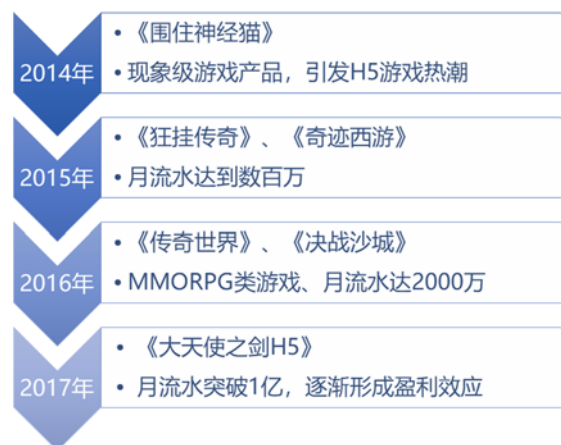 2014年
• 《围住神经猫》
• 现象级游戏产品，引发H5游戏热潮
2015年
• 《狂挂传奇》、《奇迹西游》
• 月流水达到数百万
2016年
• 《传奇世界》、《决战沙城》
• MMORPG类游戏、月流水达2000万
2017年
• 《大天使之剑H5》
• 月流水突破1亿，逐渐形成盈利效应